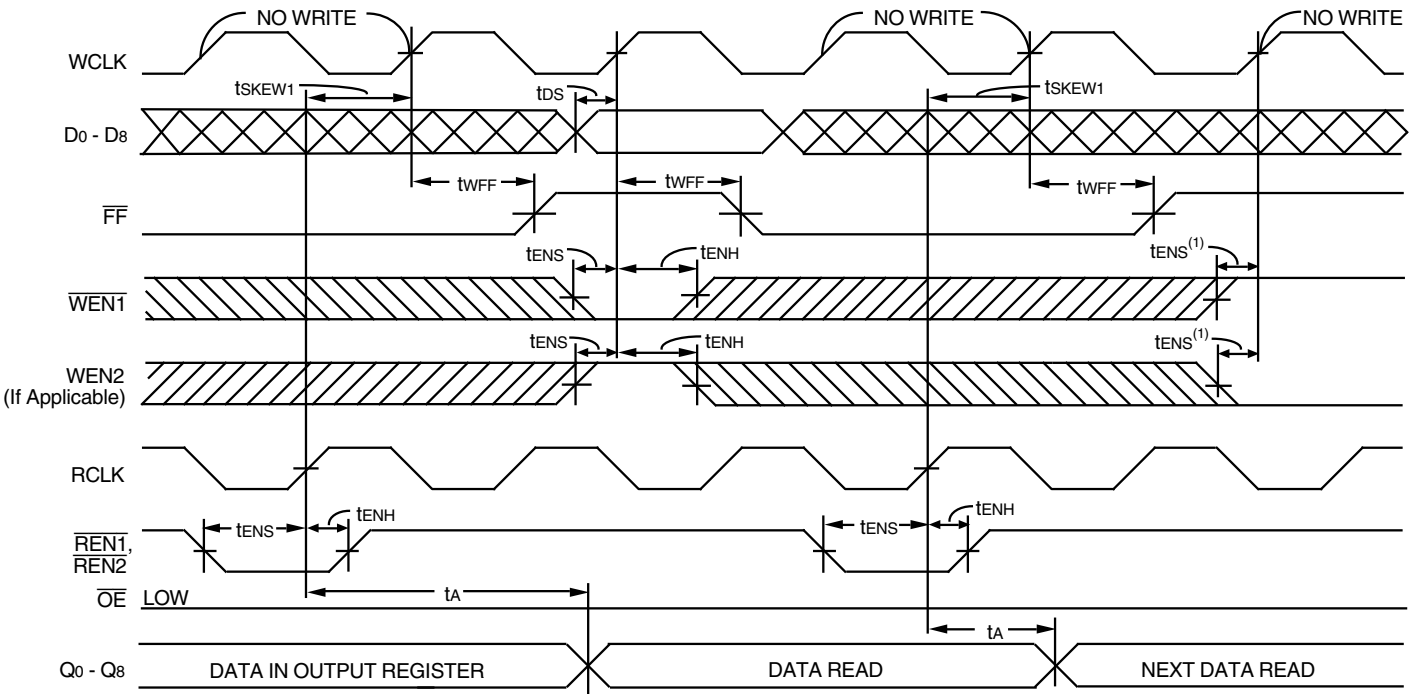 NO WRITE NO WRITE NO WRITE
WCLK
tSKEW1 tDS tSKEW1
D0 - D8
tWFF tWFF tWFF
FF
tENS tENH tENS(1)
WEN1
tENS tENH tENS(1)
WEN2
(If Applicable)
RCLK
tENS tENH tENS tENH
REN1,
REN2
tA
OE LOW
tA
Q0 - Q8 DATA IN OUTPUT REGISTER DATA READ NEXT DATA READ